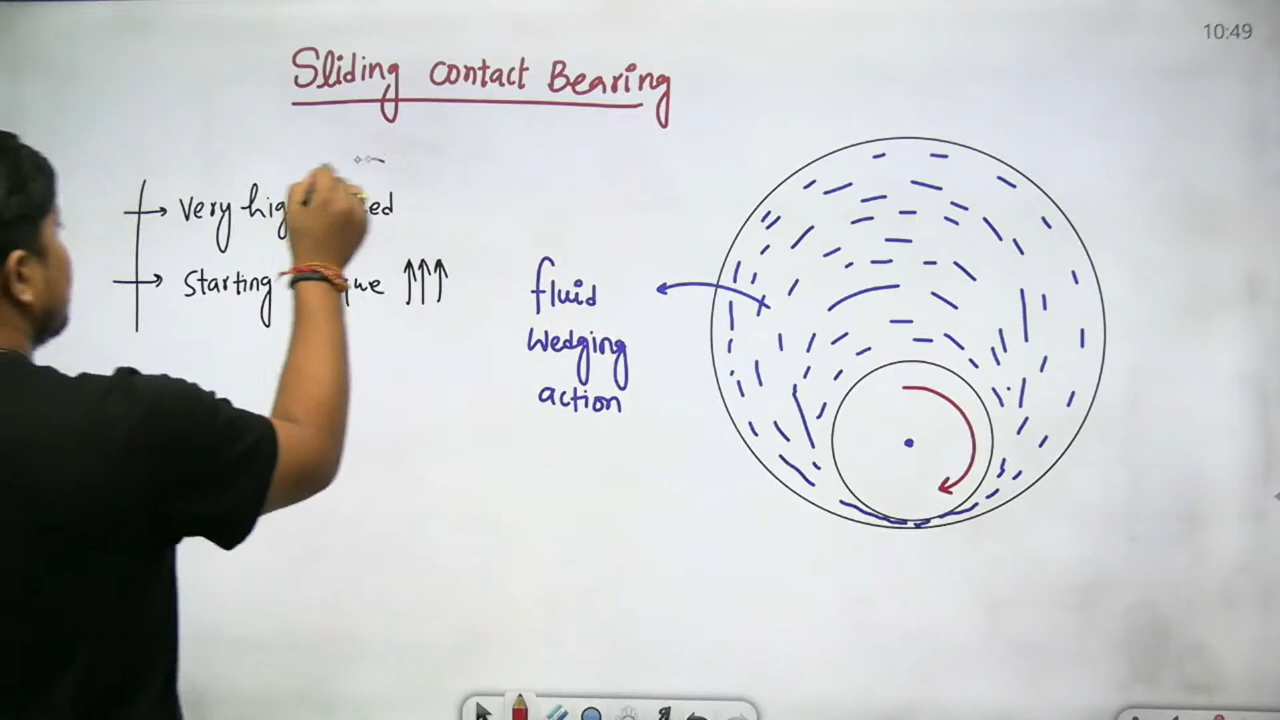 10:49
Sliding contact Bearing
Very
Starting ↑↑↑
fluid
wedging
action